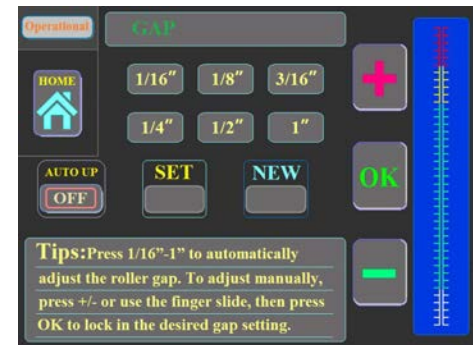 Operational
GAP
HOME
1/16″ 1/8″ 3/16″
1/4″ 1/2″ 1″
AUTO UP
OFF
SET
NEW
OK
Tips:Press 1/16”-1” to automatically
adjust the roller gap. To adjust manually,
press +/- or use the finger slide, then press
OK to lock in the desired gap setting.